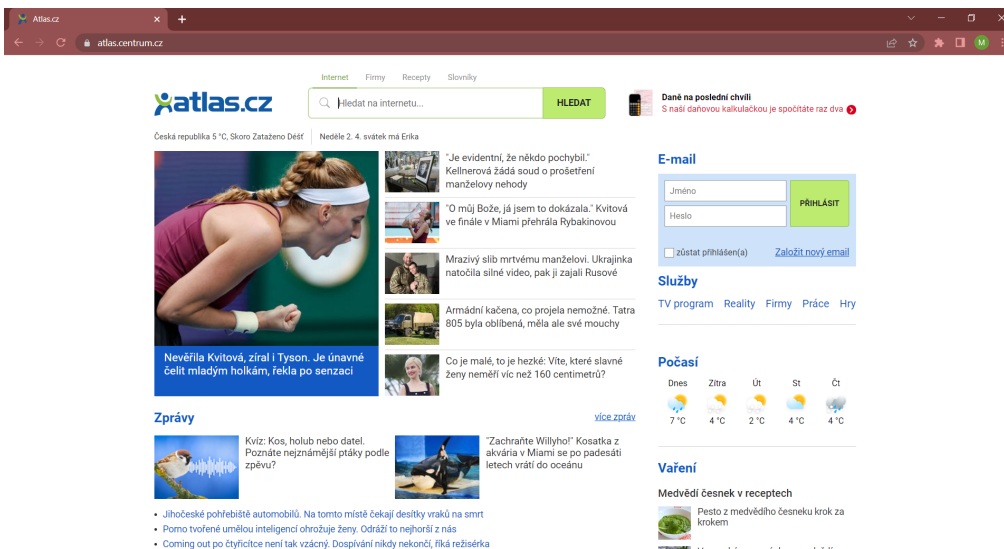 Atlas.cz
atlas.centrum.cz
M
Internet Firmy Recepty Slovníky
atlas.cz
Hledat na internetu...
HLEDAT
Daně na poslední chvíli
S naší daňovou kalkulačkou je spočítáte raz dva
Česká republika 5 °C, Skoro Zataženo Déšť
Neděle 2. 4. svátek má Erika
Nevěřila Kvitová, zíral i Tyson. Je únavné
čelit mladým holkám, řekla po senzaci
"Je evidentní, že někdo pochybil."
Kellnerová žádá soud o prošetření
manželovy nehody
"O můj Bože, já jsem to dokázala." Kvitová
ve finále v Miami přehrála Rybakinovou
Mrazivý slib mrtvému manželovi. Ukrajinka
natočila silné video, pak ji zajali Rusové
Armádní kačena, co projela nemožné. Tatra
805 byla oblíbená, měla ale své mouchy
Co je malé, to je hezké: Víte, které slavné
ženy neměří víc než 160 centimetrů?
E-mail
Jméno
Heslo
PŘIHLÁSIT
zůstat přihlášen(a)
Založit nový email
Služby
TV program Reality Firmy Práce Hry
Počasí
Dnes Zítra Út St Čt
7 °C 4 °C 2 °C 4 °C 4 °C
Zprávy
více zpráv
Kvíz: Kos, holub nebo datel.
Poznáte nejznámější ptáky podle
zpěvu?
"Zachraňte Willyho!" Kosatka z
akvária v Miami se po padesáti
letech vrátí do oceánu
Jihočeské pohřebiště automobilů. Na tomto místě čekají desítky vraků na smrt
Porno tvořené umělou inteligencí ohrožuje ženy. Odráží to nejhorší z nás
Coming out po čtyřicítce není tak vzácný. Dospívání nikdy nekončí, říká režisérka
Vaření
Medvědí česnek v receptech
Pesto z medvědího česneku krok za
krokem